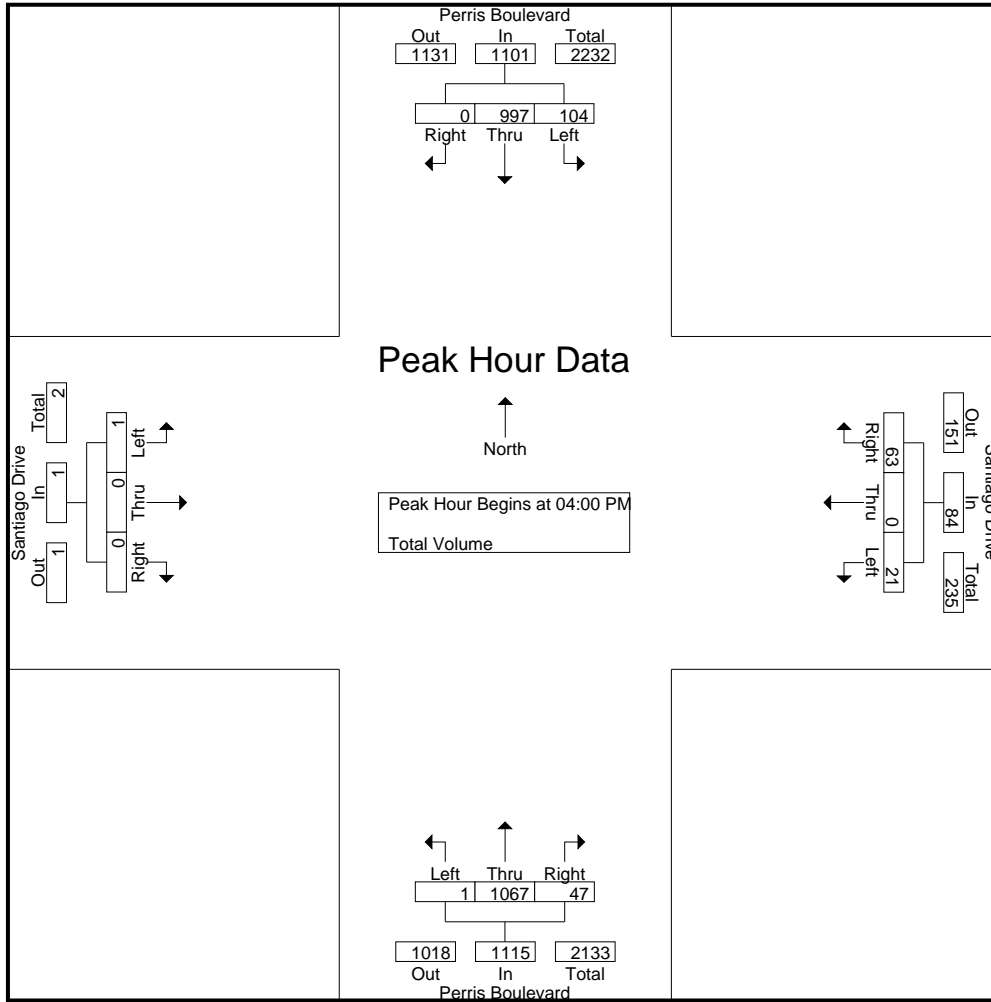 Perris Boulevard
Out In Total
1131 1101 2232
0 997 104
Right Thru Left
Peak Hour Data
North
Peak Hour Begins at 04:00 PM
Total Volume
Santiago Drive
Total In Out
2 1 1
1 0 0
Left Thru Right
Right Thru Left
63 0 21
151 84 235
Out In Total
Santiago Drive
Left Thru Right
1 1067 47
1018 1115 2133
Out In Total
Perris Boulevard